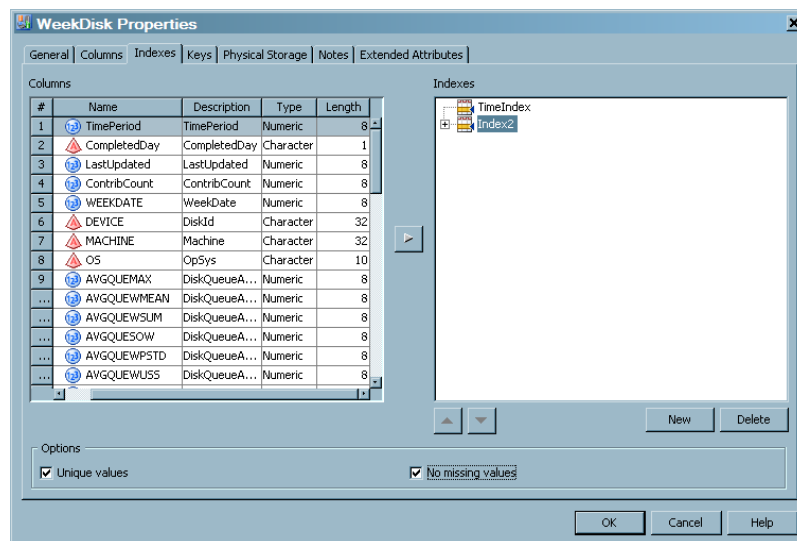 WeekDisk Properties
General Columns Indexes Keys Physical Storage Notes Extended Attributes
Columns
# Name Description Type Length
1 TimePeriod TimePeriod Numeric 8
2 CompletedDay CompletedDay Character 1
3 LastUpdated LastUpdated Numeric 8
4 ContribCount ContribCount Numeric 8
5 WEEKDATE WeekDate Numeric 8
6 DEVICE DiskId Character 32
7 MACHINE Machine Character 32
8 OS OpSys Character 10
9 AVGQUEMAX DiskQueueA... Numeric 8
... AVGQUEWMEAN DiskQueueA... Numeric 8
... AVGQUEWSUM DiskQueueA... Numeric 8
... AVGQUESOW DiskQueueA... Numeric 8
... AVGQUEWPSTD DiskQueueA... Numeric 8
... AVGQUEWUSS DiskQueueA... Numeric 8
Indexes
TimeIndex
Index2
New Delete
Options
Unique values No missing values
OK Cancel Help